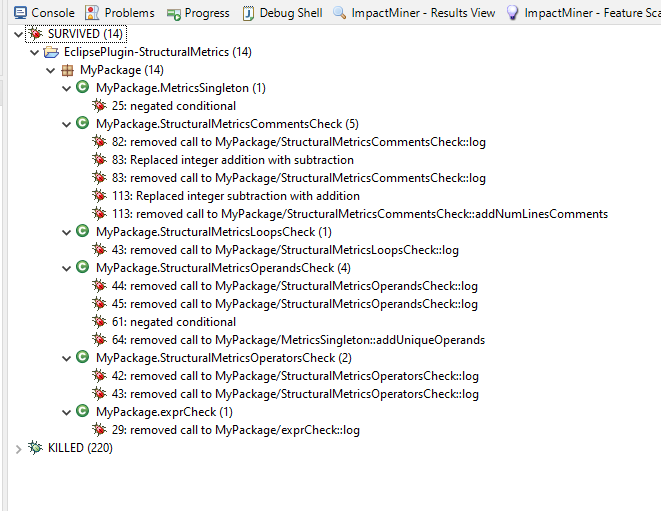 Console Problems Progress Debug Shell ImpactMiner - Results View ImpactMiner - Feature Sca
SURVIVED (14)
EclipsePlugin-StructuralMetrics (14)
MyPackage (14)
MyPackage.MetricsSingleton (1)
25: negated conditional
MyPackage.StructuralMetricsCommentsCheck (5)
82: removed call to MyPackage/StructuralMetricsCommentsCheck::log
83: Replaced integer addition with subtraction
83: removed call to MyPackage/StructuralMetricsCommentsCheck::log
113: Replaced integer subtraction with addition
113: removed call to MyPackage/StructuralMetricsCommentsCheck::addNumLinesComments
MyPackage.StructuralMetricsLoopsCheck (1)
43: removed call to MyPackage/StructuralMetricsLoopsCheck::log
MyPackage.StructuralMetricsOperandsCheck (4)
44: removed call to MyPackage/StructuralMetricsOperandsCheck::log
45: removed call to MyPackage/StructuralMetricsOperandsCheck::log
61: negated conditional
64: removed call to MyPackage/MetricsSingleton::addUniqueOperands
MyPackage.StructuralMetricsOperatorsCheck (2)
42: removed call to MyPackage/StructuralMetricsOperatorsCheck::log
43: removed call to MyPackage/StructuralMetricsOperatorsCheck::log
MyPackage.exprCheck (1)
29: removed call to MyPackage/exprCheck::log
KILLED (220)